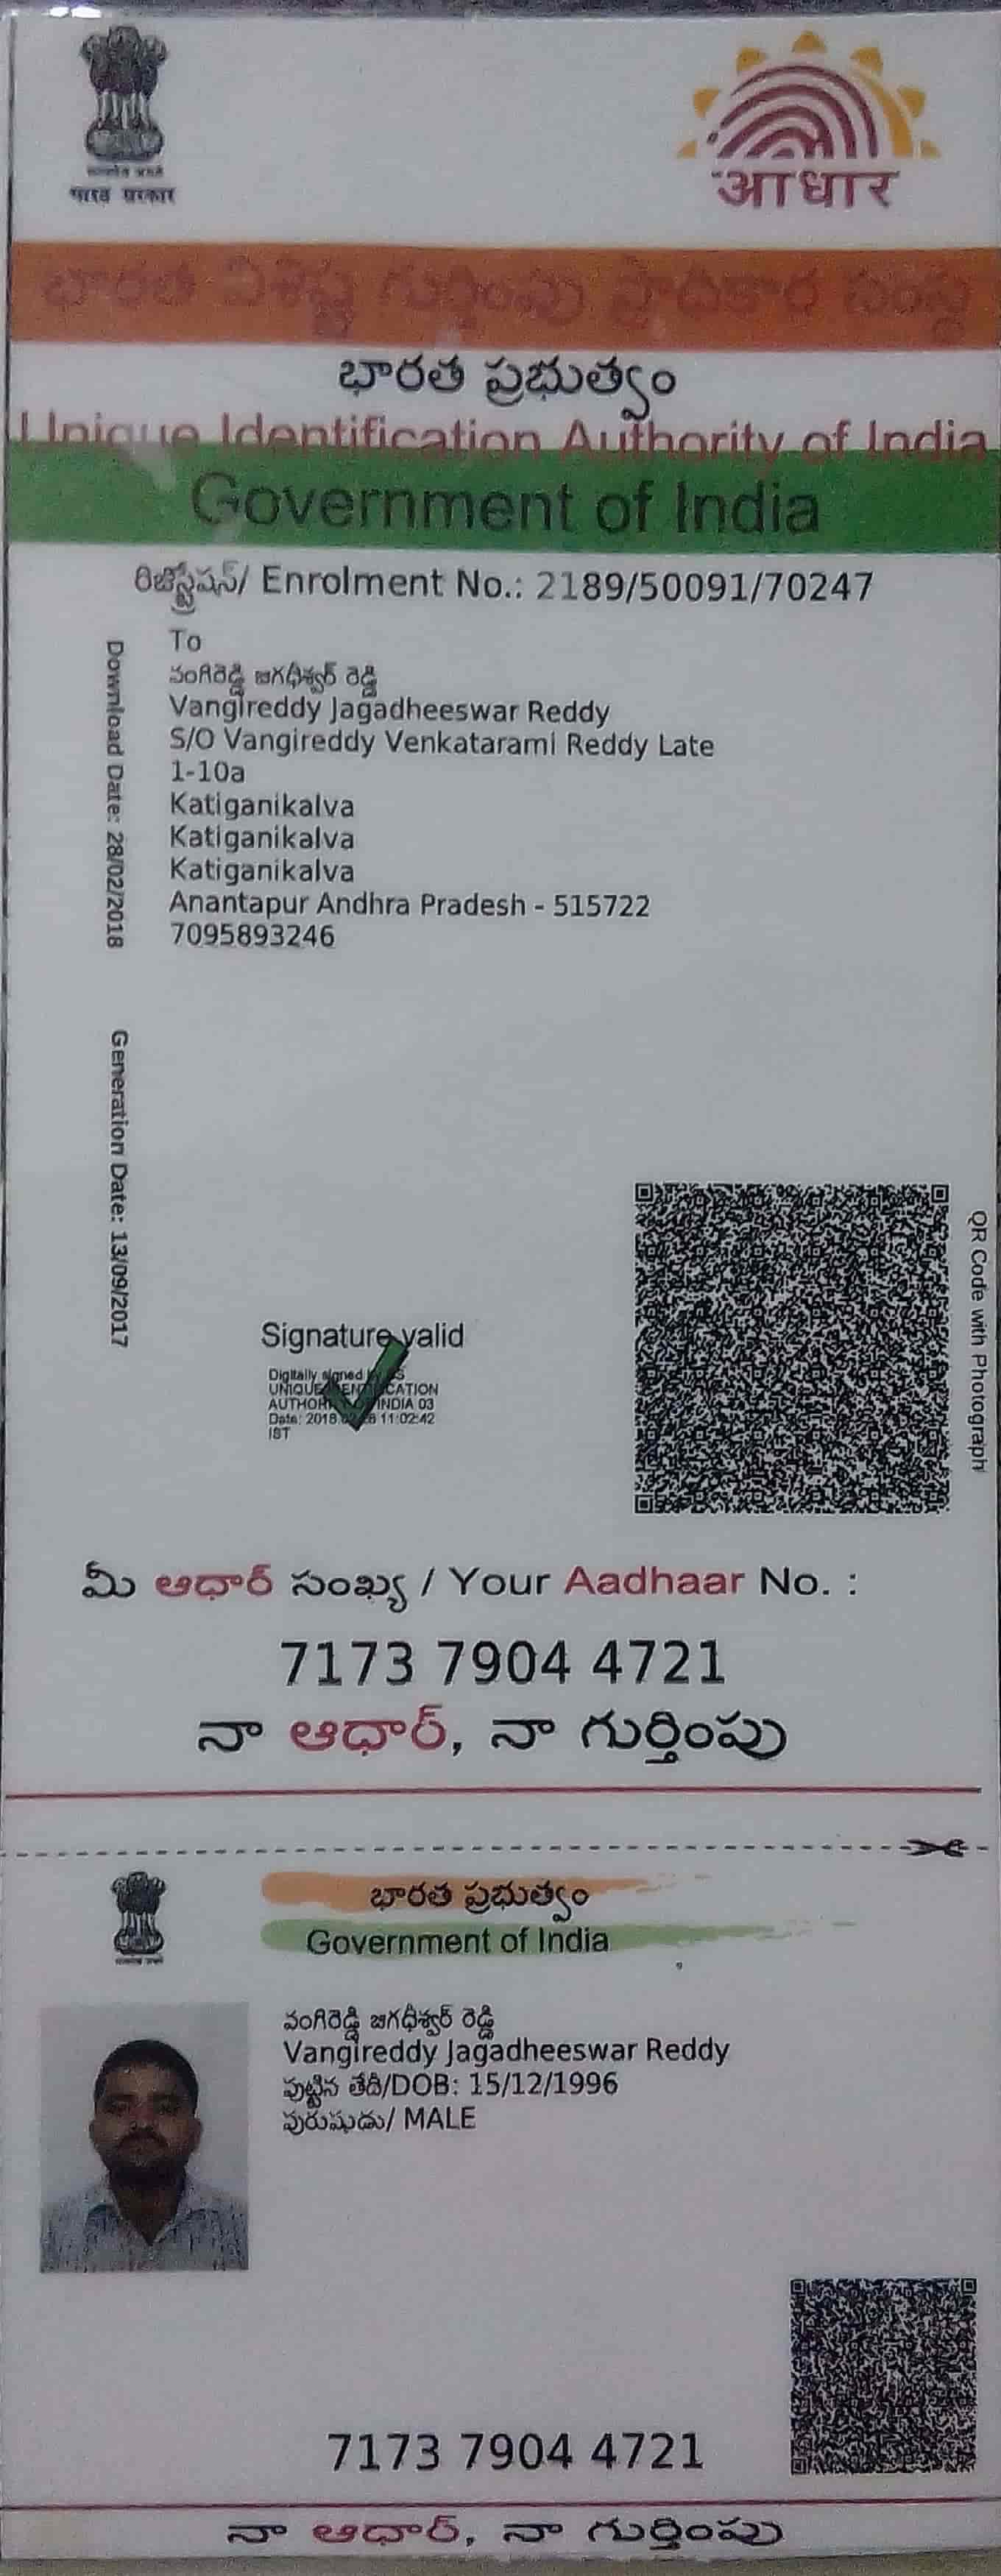 भारत सरकार
आधार
భారత విశిష్ట గుర్తింపు ప్రాధికార సంస్థ
భారత ప్రభుత్వం
Unique Identification Authority of India
Government of India
రిజిస్ట్రేషన్/ Enrolment No.: 2189/50091/70247
To
వంగిరెడ్డి జగధీశ్వర్ రెడ్డి
Vangireddy Jagadheeswar Reddy
S/O Vangireddy Venkatarami Reddy Late
1-10a
Katiganikalva
Katiganikalva
Katiganikalva
Anantapur Andhra Pradesh - 515722
7095893246
Download Date: 28/02/2018
Generation Date: 13/09/2017
QR Code with Photograph
Signature valid
Digitally signed by DS
UNIQUE IDENTIFICATION
AUTHORITY OF INDIA 03
Date: 2018.02.28 11:02:42
IST
మీ ఆధార్ సంఖ్య / Your Aadhaar No. :
7173 7904 4721
నా ఆధార్, నా గుర్తింపు
భారత ప్రభుత్వం
Government of India
వంగిరెడ్డి జగధీశ్వర్ రెడ్డి
Vangireddy Jagadheeswar Reddy
పుట్టిన తేదీ/DOB: 15/12/1996
పురుషుడు/ MALE
7173 7904 4721
నా ఆధార్, నా గుర్తింపు